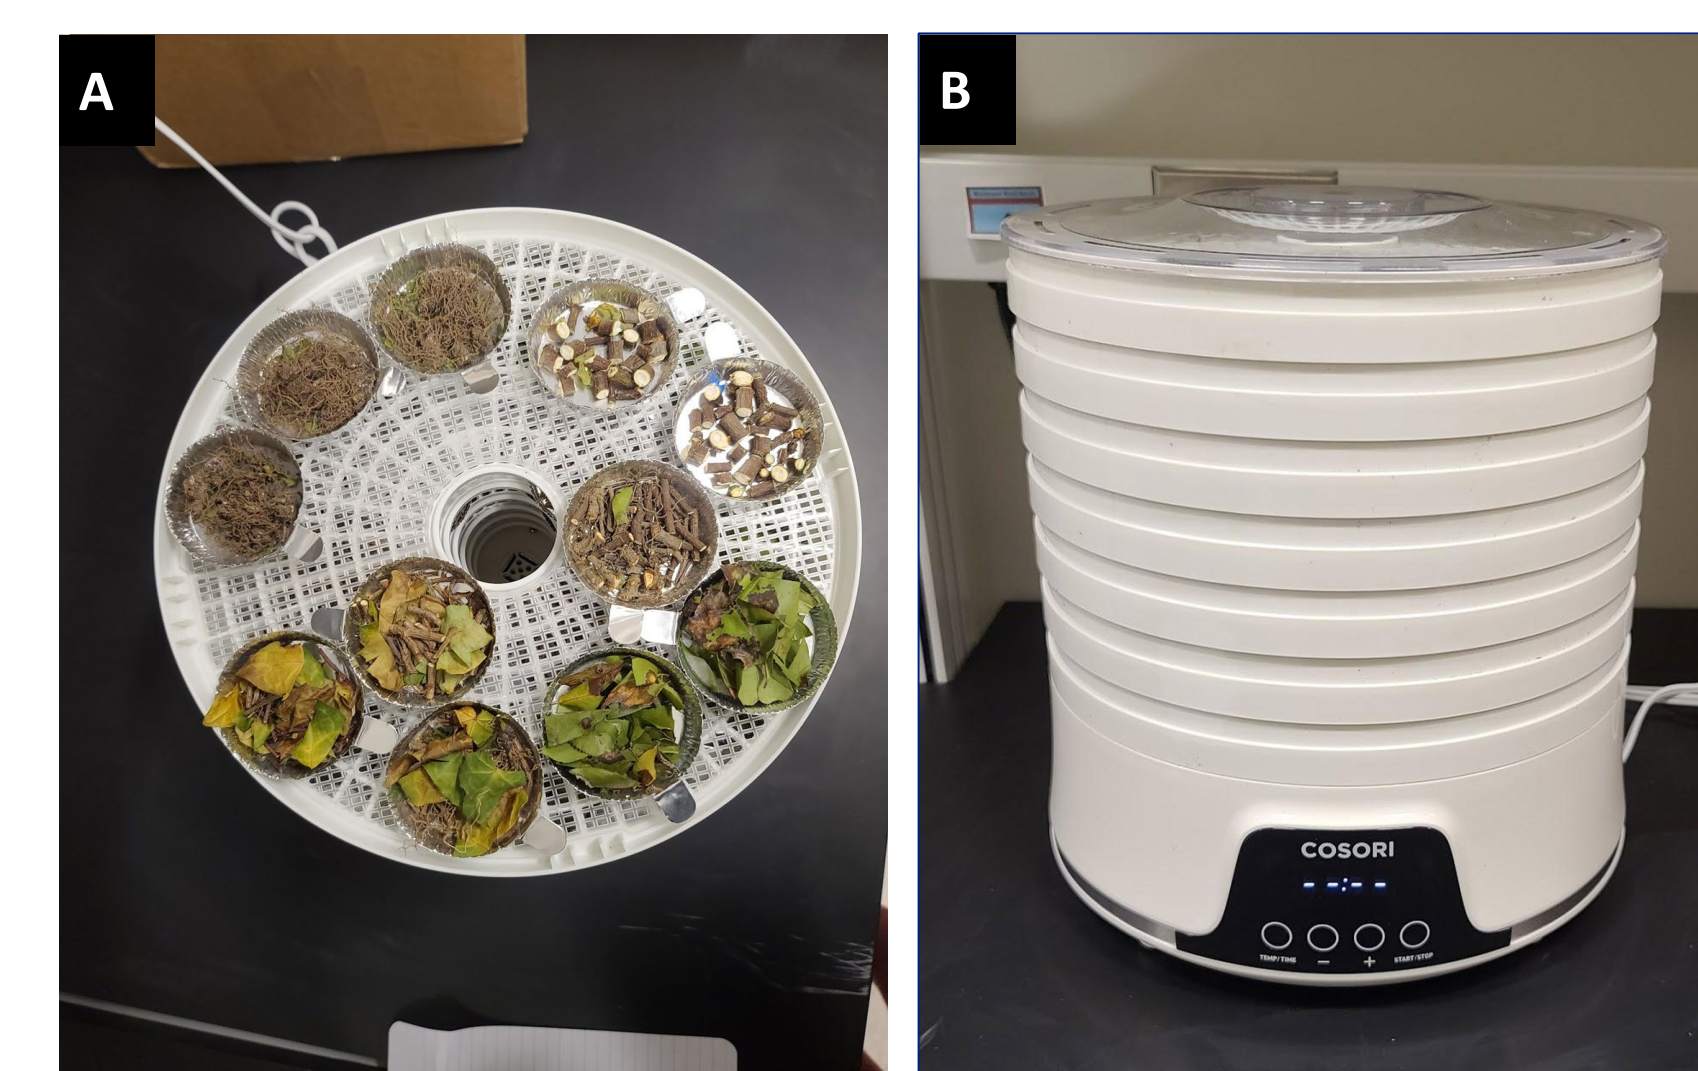 A
B
COSORI
--:--
TEMP/TIME
−
+
START/STOP